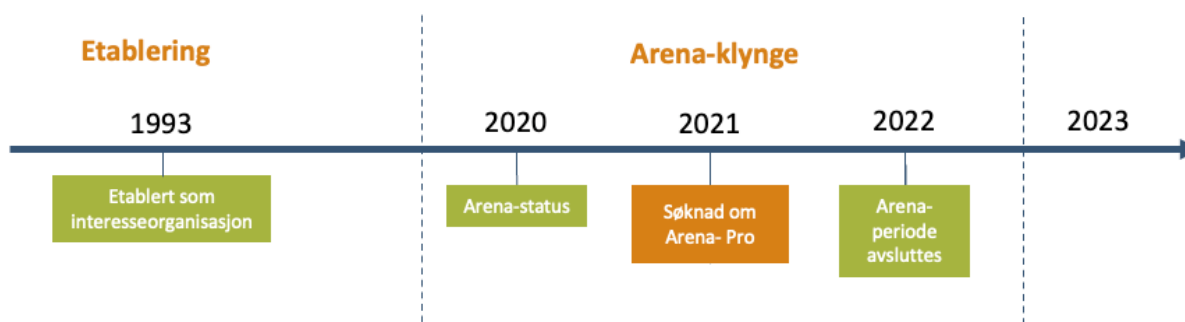 Etablering
Arena-klynge
1993
2020
2021
2022
2023
Etablert som
interesseorganisasjon
Arena-status
Søknad om
Arena- Pro
Arena-
periode
avsluttes